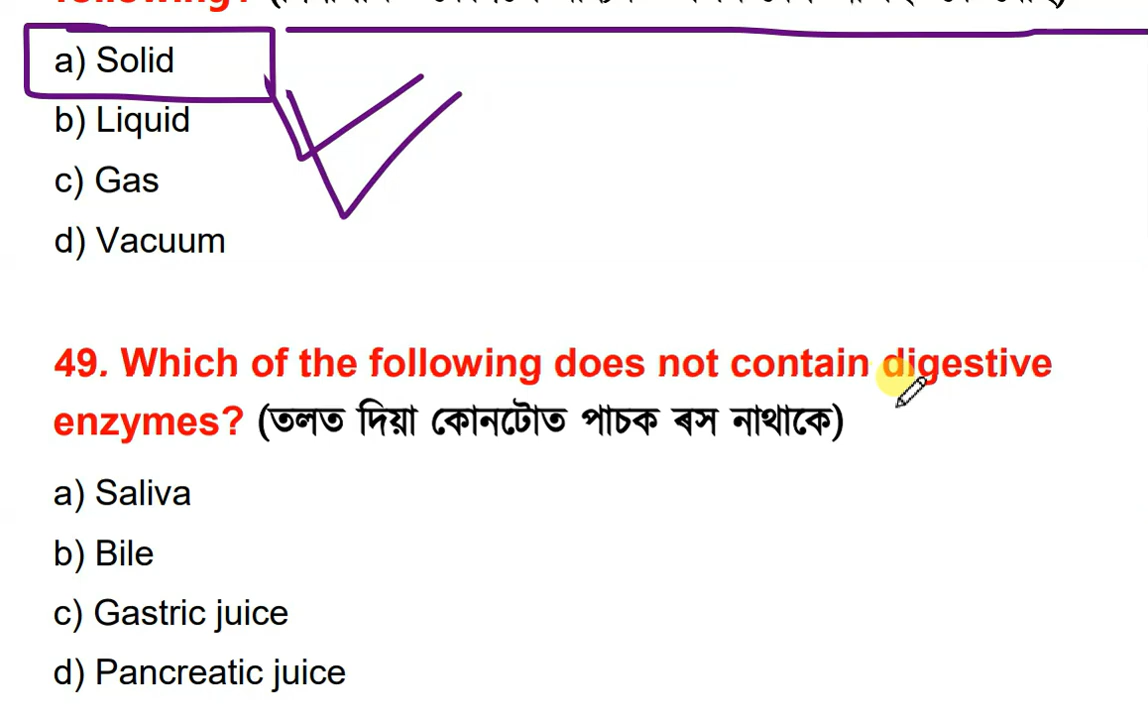 a) Solid
b) Liquid
c) Gas
d) Vacuum
49. Which of the following does not contain digestive
enzymes? (তলত দিয়া কোনটোত পাচক ৰস নাথাকে)
a) Saliva
b) Bile
c) Gastric juice
d) Pancreatic juice